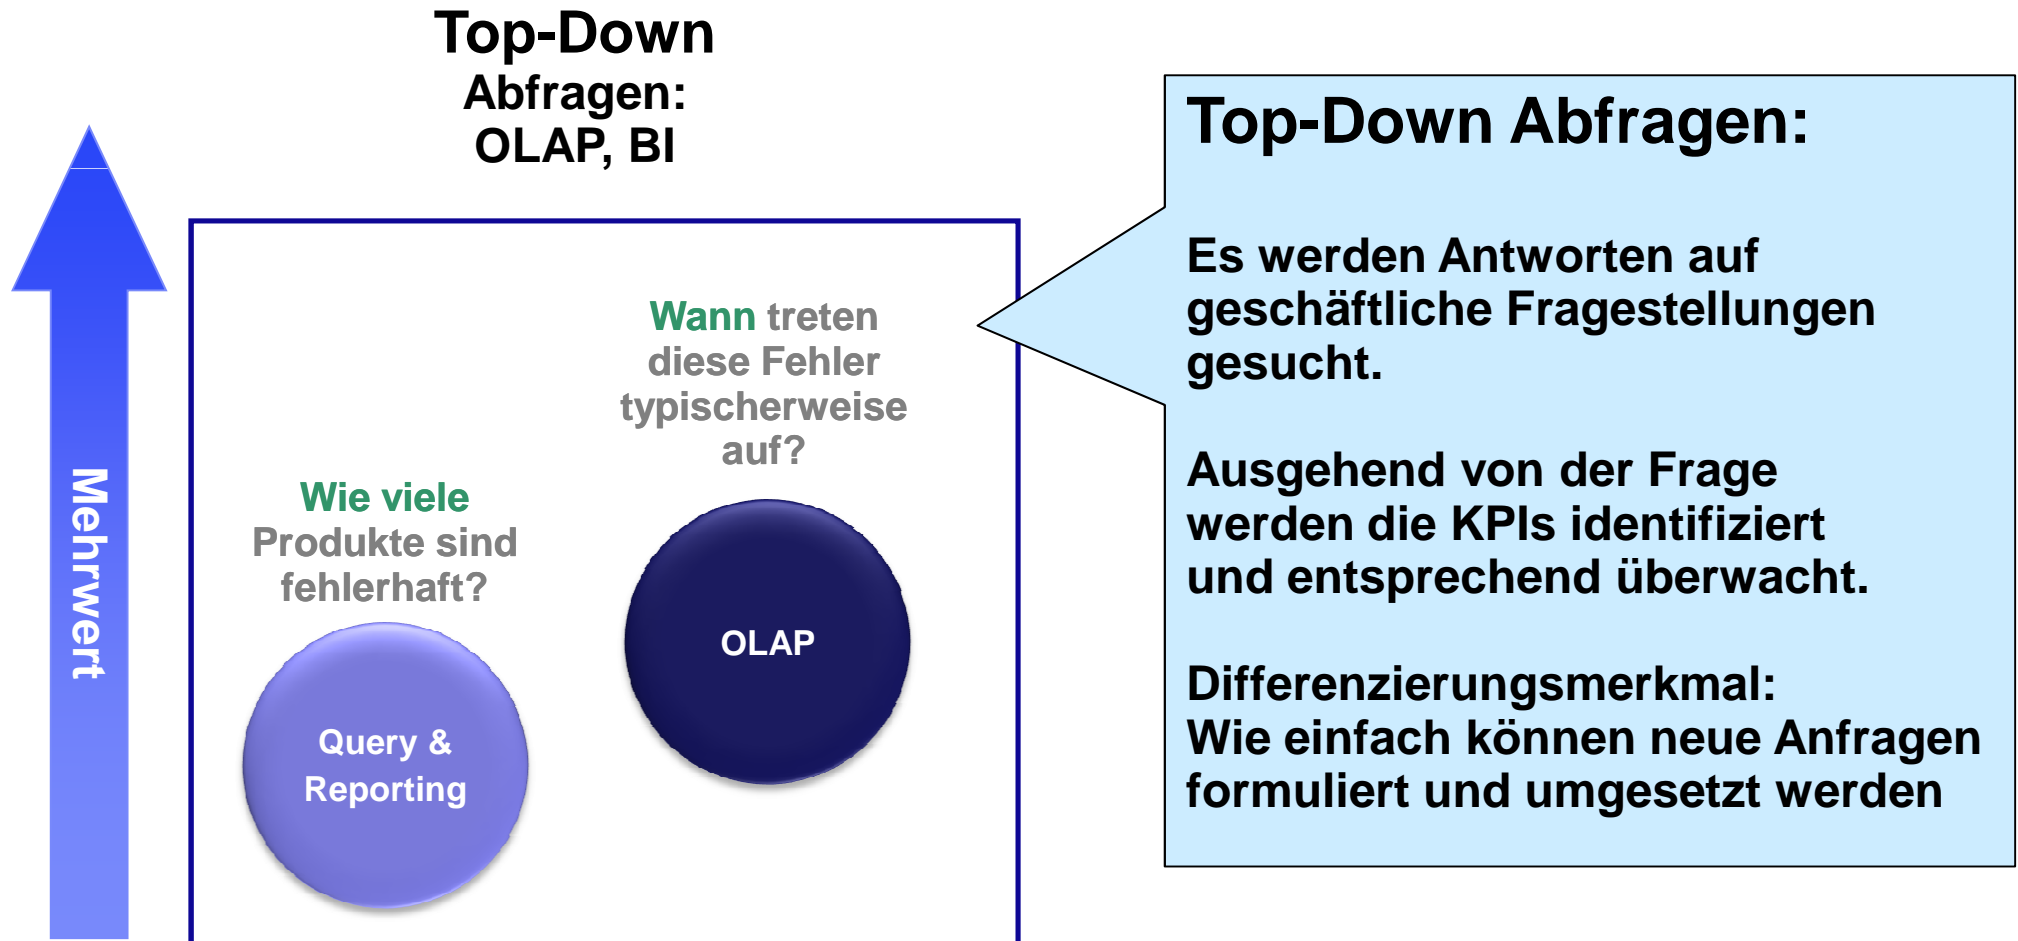 Top-Down
Abfragen:
OLAP, BI
Mehrwert
Wie viele
Produkte sind
fehlerhaft?
Query &
Reporting
Wann treten
diese Fehler
typischerweise
auf?
OLAP
Top-Down Abfragen:
Es werden Antworten auf
geschäftliche Fragestellungen
gesucht.
Ausgehend von der Frage
werden die KPIs identifiziert
und entsprechend überwacht.
Differenzierungsmerkmal:
Wie einfach können neue Anfragen
formuliert und umgesetzt werden